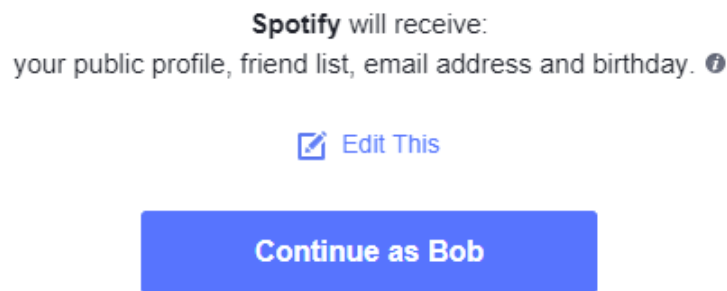 Spotify will receive:
your public profile, friend list, email address and birthday. i
Edit This
Continue as Bob